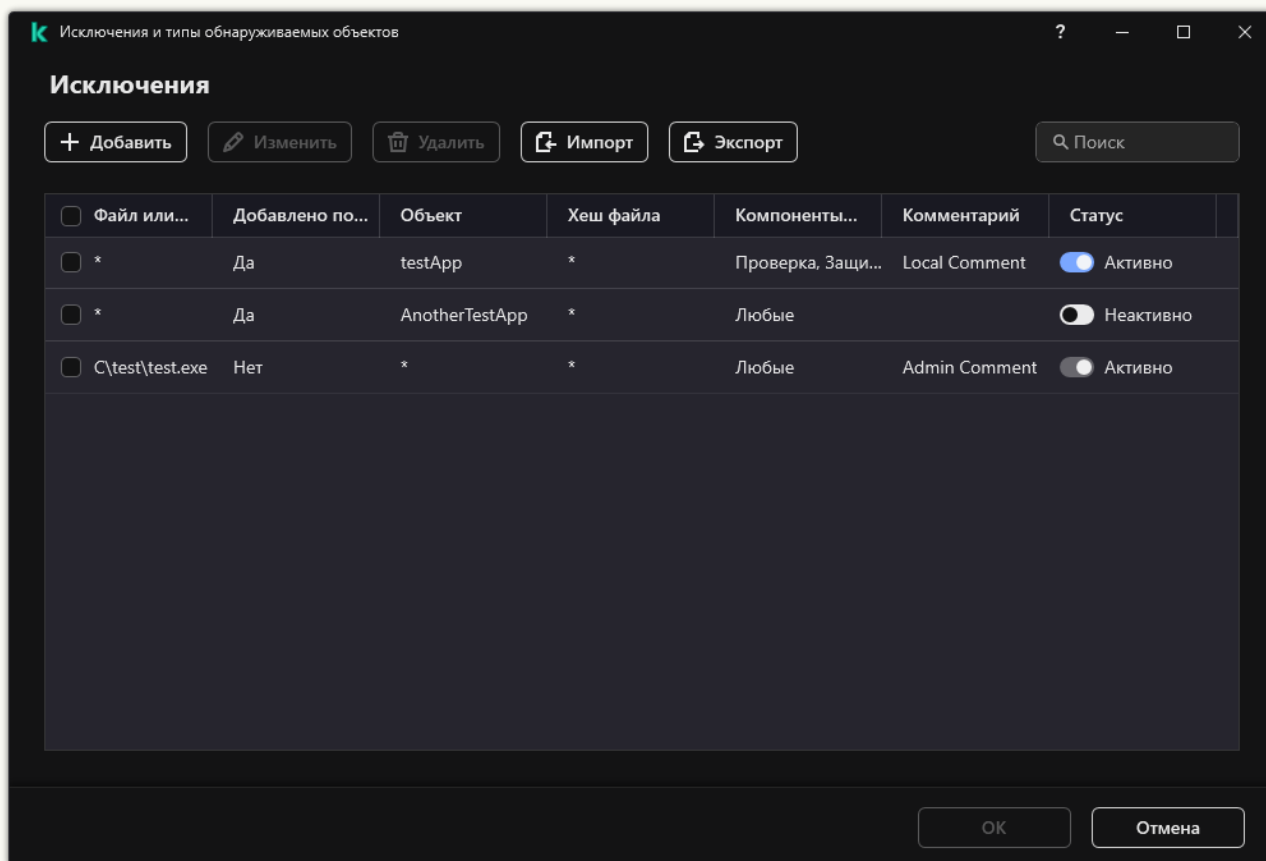 Исключения и типы обнаруживаемых объектов ?
Исключения
Добавить Изменить Удалить Импорт Экспорт Поиск
Файл или... Добавлено по... Объект Хеш файла Компоненты... Комментарий Статус
* Да testApp * Проверка, Защи... Local Comment Активно
* Да AnotherTestApp * Любые Неактивно
C\test\test.exe Нет * * Любые Admin Comment Активно
ОК Отмена